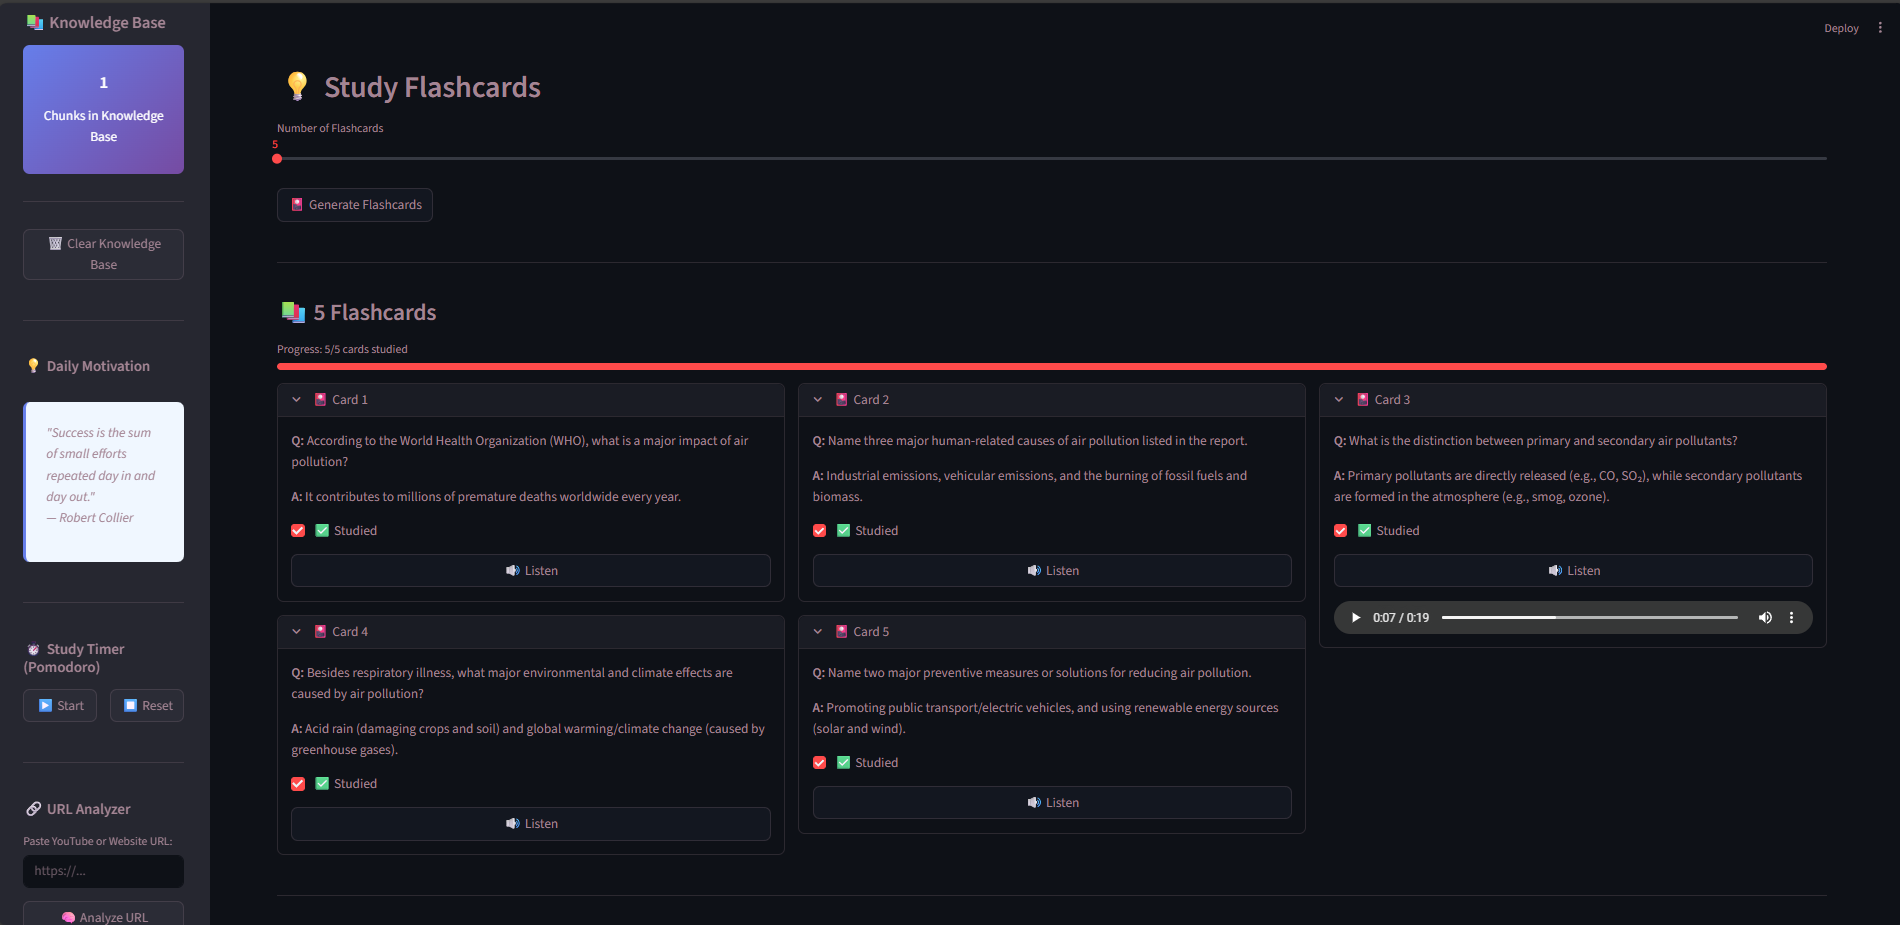 Knowledge Base
1
Chunks in Knowledge
Base
Clear Knowledge
Base
Daily Motivation
"Success is the sum
of small efforts
repeated day in and
day out."
— Robert Collier
Study Timer
(Pomodoro)
Start
Reset
URL Analyzer
Paste YouTube or Website URL:
https://...
Analyze URL
Deploy
Study Flashcards
Number of Flashcards
5
Generate Flashcards
5 Flashcards
Progress: 5/5 cards studied
Card 1
Q: According to the World Health Organization (WHO), what is a major impact of air
pollution?
A: It contributes to millions of premature deaths worldwide every year.
Studied
Listen
Card 2
Q: Name three major human-related causes of air pollution listed in the report.
A: Industrial emissions, vehicular emissions, and the burning of fossil fuels and
biomass.
Studied
Listen
Card 3
Q: What is the distinction between primary and secondary air pollutants?
A: Primary pollutants are directly released (e.g., CO, SO₂), while secondary pollutants
are formed in the atmosphere (e.g., smog, ozone).
Studied
Listen
0:07 / 0:19
Card 4
Q: Besides respiratory illness, what major environmental and climate effects are
caused by air pollution?
A: Acid rain (damaging crops and soil) and global warming/climate change (caused by
greenhouse gases).
Studied
Listen
Card 5
Q: Name two major preventive measures or solutions for reducing air pollution.
A: Promoting public transport/electric vehicles, and using renewable energy sources
(solar and wind).
Studied
Listen